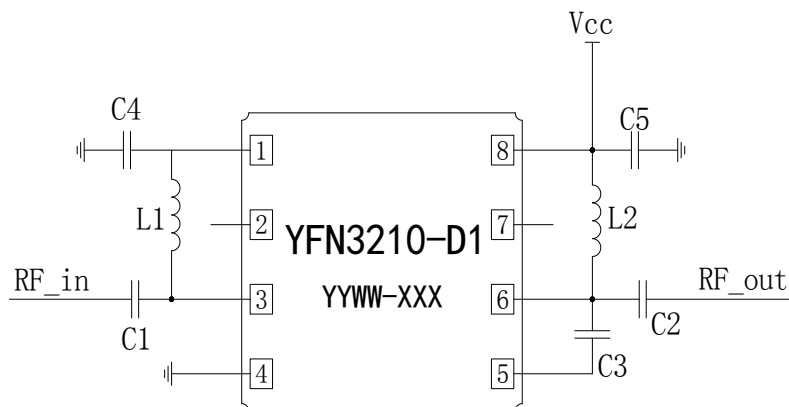 Vcc
C4
C5
1
8
L1
2
YFN3210-D1
7
L2
YYWW-XXX
RF_in
3
6
RF_out
C1
C2
4
5
C3